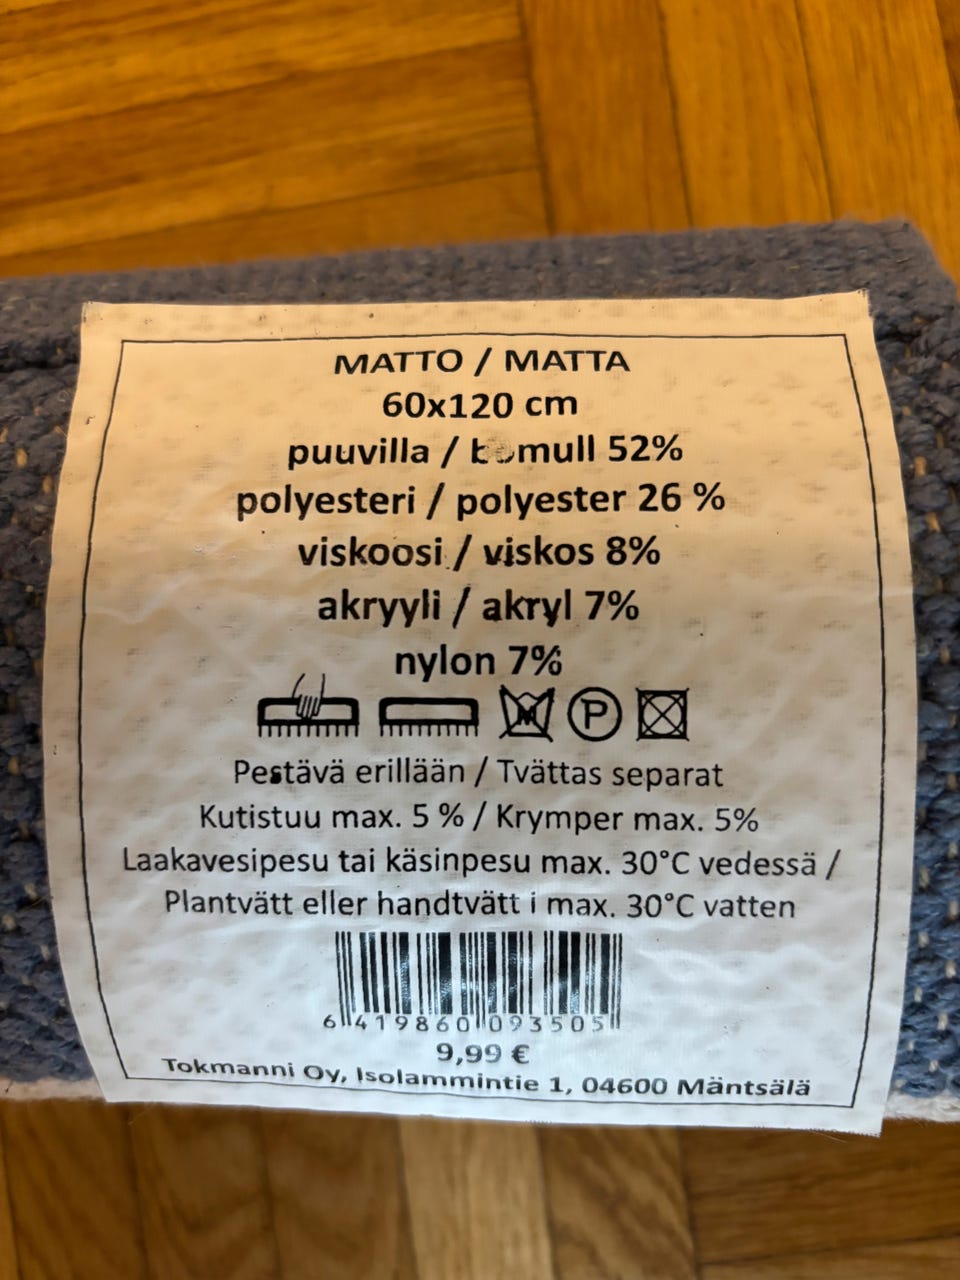 MATTO / MATTA
60x120 cm
puuvilla / bomull 52%
polyesteri / polyester 26 %
viskoosi / viskos 8%
akryyli / akryl 7%
nylon 7%
P
Pestävä erillään / Tvättas separat
Kutistuu max. 5 % / Krymper max. 5%
Laakavesipesu tai käsinpesu max. 30°C vedessä /
Plantvätt eller handtvätt i max. 30°C vatten
6 419860 093505
9,99 €
Tokmanni Oy, Isolammintie 1, 04600 Mäntsälä